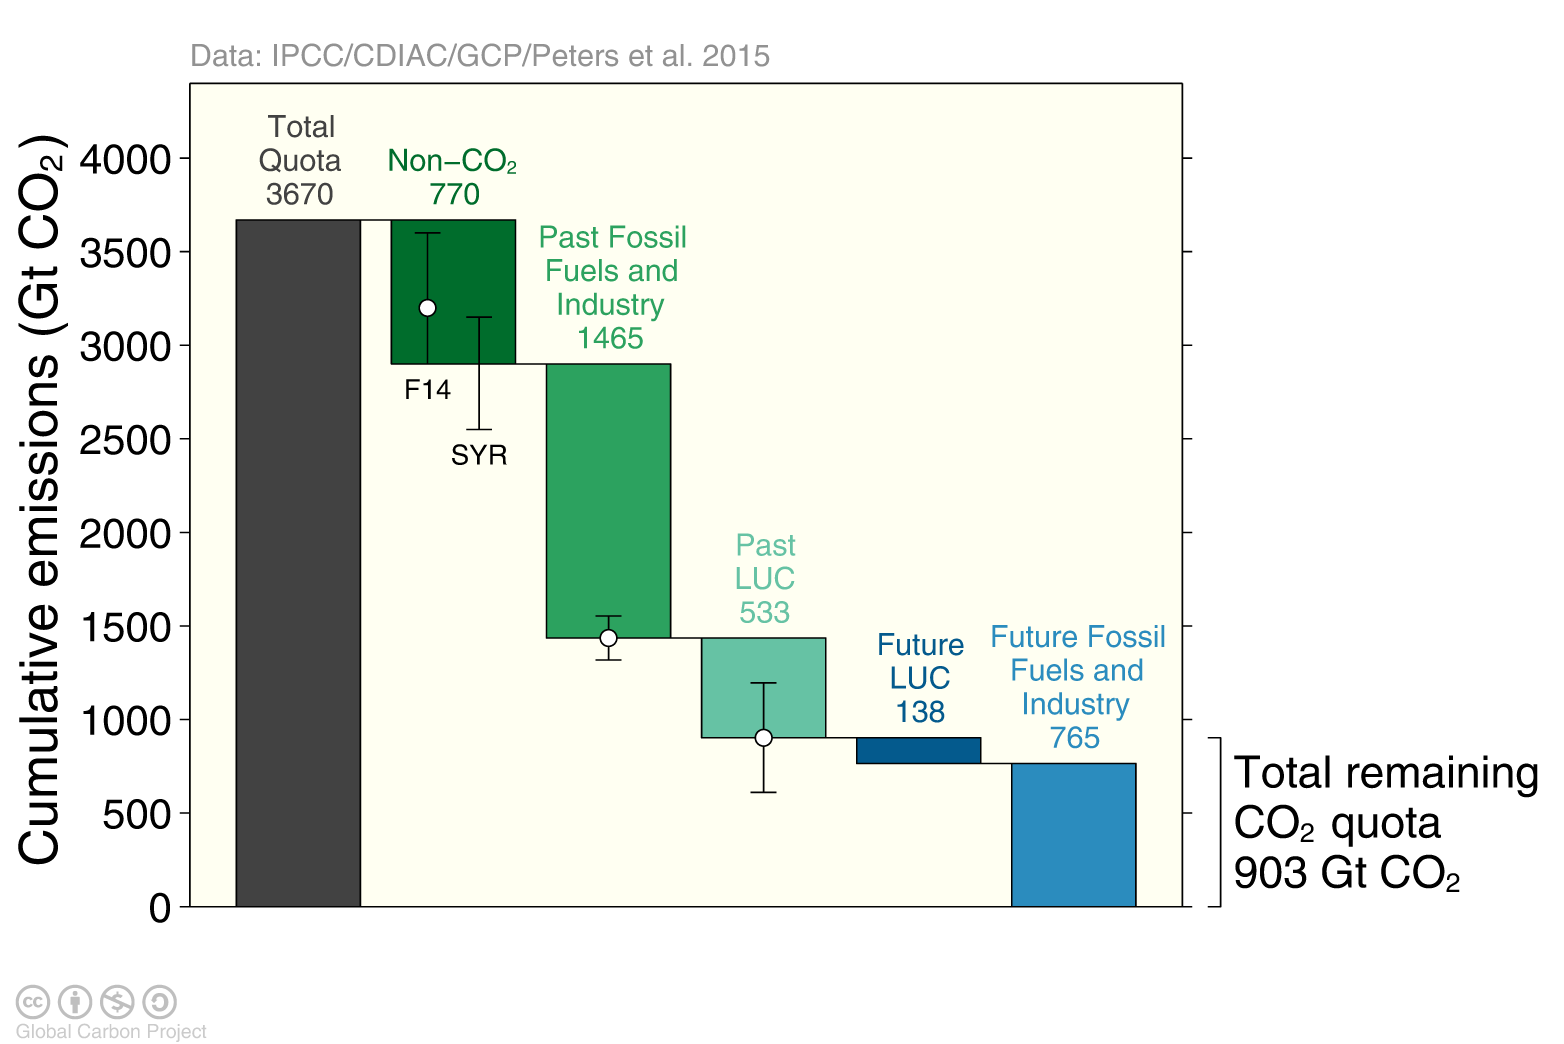 Data: IPCC/CDIAC/GCP/Peters et al. 2015
Cumulative emissions (Gt CO₂)
4000
3500
3000
2500
2000
1500
1000
500
0
Total
Quota
3670
Non−CO₂
770
F14
SYR
Past Fossil
Fuels and
Industry
1465
Past
LUC
533
Future
LUC
138
Future Fossil
Fuels and
Industry
765
Total remaining
CO₂ quota
903 Gt CO₂
cc
Global Carbon Project